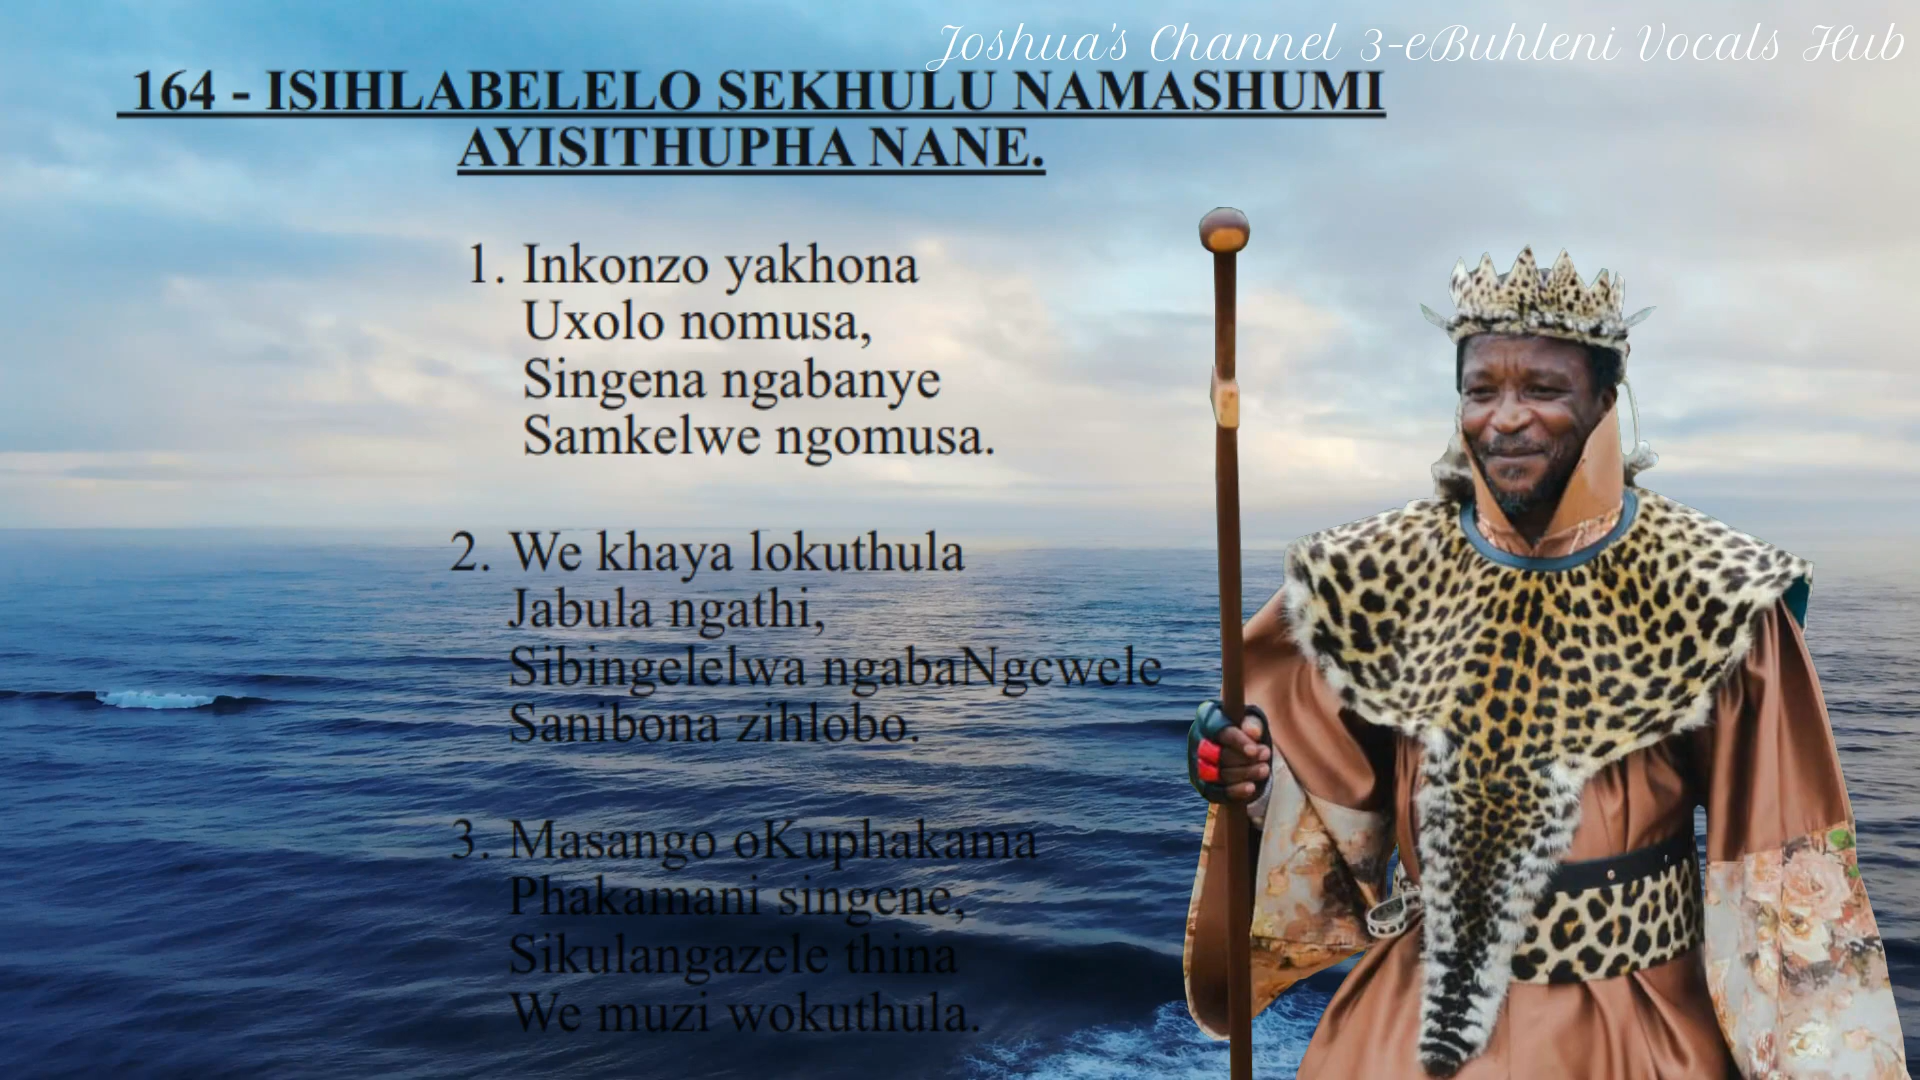 Joshua's Channel 3-eBuhleni Vocals Hub
164 - ISIHLABELELO SEKHULU NAMASHUMI
AYISITHUPHA NANE.
1. Inkonzo yakhona
Uxolo nomusa,
Singena ngabanye
Samkelwe ngomusa.
2. We khaya lokuthula
Jabula ngathi,
Sibingelelwa ngabaNgcwele
Sanibona zihlobo.
3. Masango oKuphakama
Phakamani singene,
Sikulangazele thina
We muzi wokuthula.